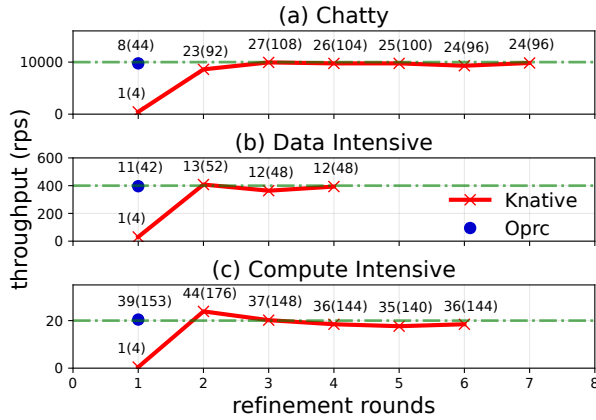 (a) Chatty
8(44) 23(92) 27(108) 26(104) 25(100) 24(96) 24(96)
10000
1(4)
0
(b) Data Intensive
600
11(42) 13(52) 12(48) 12(48)
400
200
1(4)
0
Knative
Oprc
(c) Compute Intensive
39(153) 44(176) 37(148) 36(144) 35(140) 36(144)
20
1(4)
0
0 1 2 3 4 5 6 7 8
refinement rounds
throughput (rps)